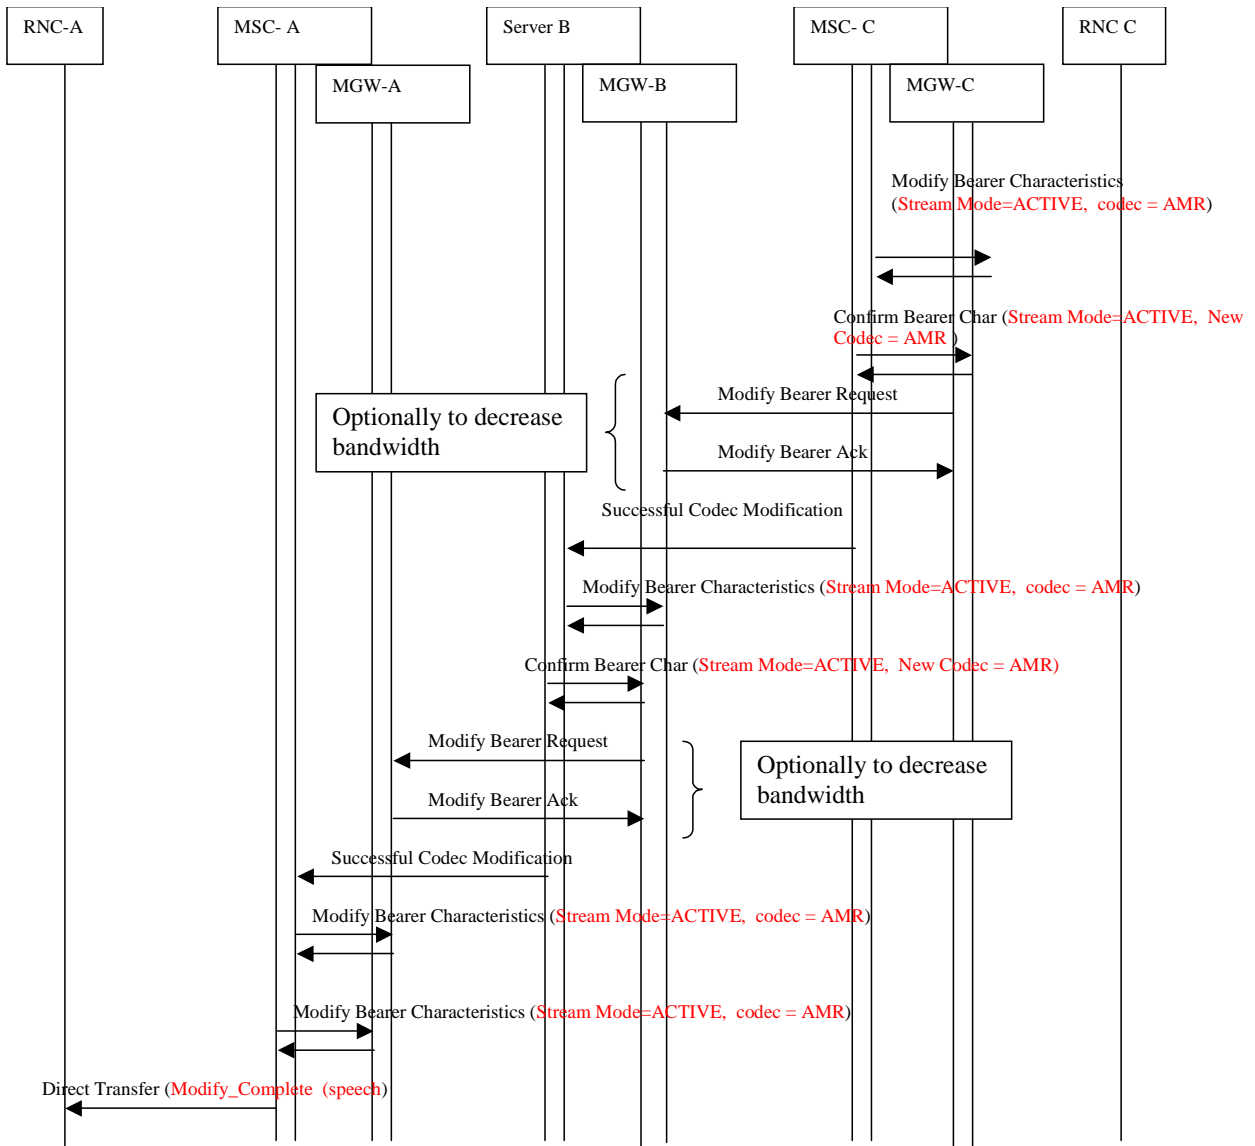 RNC-A
MSC- A
Server B
MSC- C
RNC C
MGW-A
MGW-B
MGW-C
Modify Bearer Characteristics
(Stream Mode=ACTIVE, codec = AMR)
Confirm Bearer Char (Stream Mode=ACTIVE, New
Codec = AMR )
Modify Bearer Request
Optionally to decrease
bandwidth
Modify Bearer Ack
Successful Codec Modification
Modify Bearer Characteristics (Stream Mode=ACTIVE, codec = AMR)
Confirm Bearer Char (Stream Mode=ACTIVE, New Codec = AMR)
Modify Bearer Request
Optionally to decrease
bandwidth
Modify Bearer Ack
Successful Codec Modification
Modify Bearer Characteristics (Stream Mode=ACTIVE, codec = AMR)
Modify Bearer Characteristics (Stream Mode=ACTIVE, codec = AMR)
Direct Transfer (Modify_Complete (speech)